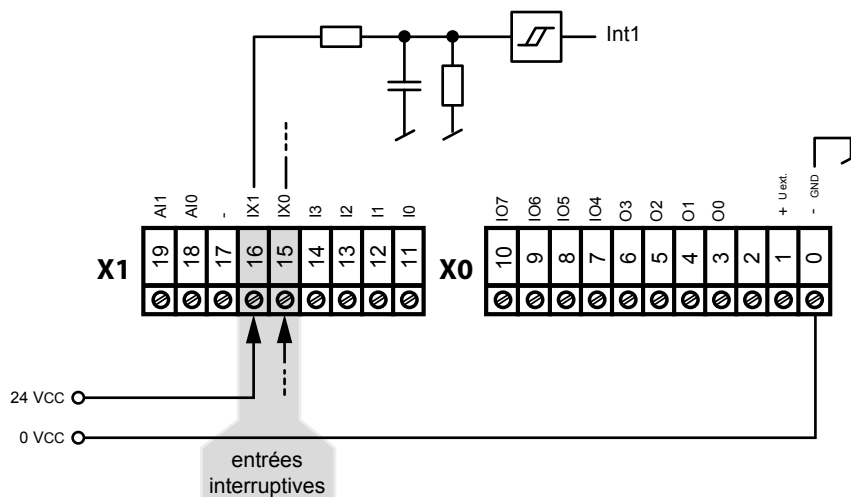 Int1
AI1
AI0
-
IX1
IX0
I3
I2
I1
I0
IO7
IO6
IO5
IO4
O3
O2
O1
O0
+ U ext.
- GND
X1
19
18
17
16
15
14
13
12
11
X0
10
9
8
7
6
5
4
3
2
1
0
24 VCC
0 VCC
entrées
interruptives